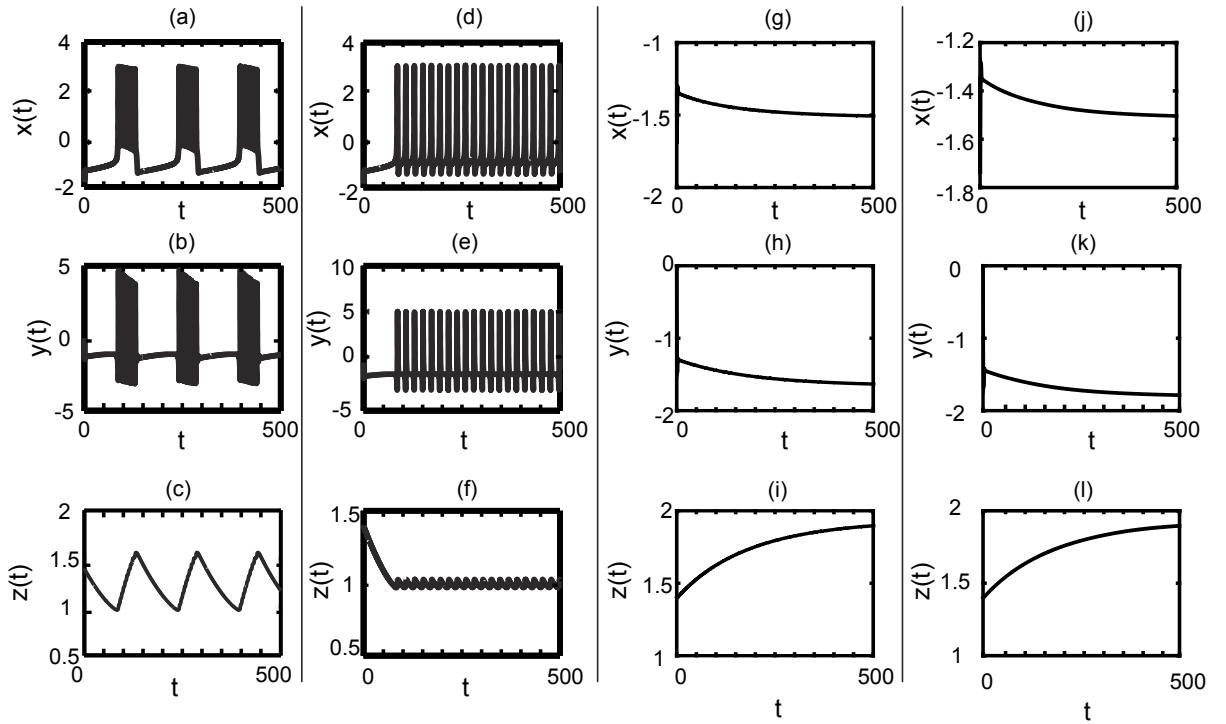 (a)
4
3
2
0
-2
x(t)
0
500
t
(d)
4
2
0
-2
x(t)
0
500
t
(g)
-1
-1.5
-2
x(t)
0
500
t
(j)
-1.2
-1.4
-1.6
-1.8
x(t)
0
500
t
(b)
5
0
-5
y(t)
0
500
t
(e)
10
5
0
-5
y(t)
0
500
t
(h)
0
-1
-2
y(t)
0
500
t
(k)
0
-1
-2
y(t)
0
500
t
(c)
2
1.5
1
0.5
z(t)
0
500
t
(f)
1.5
1
0.5
z(t)
0
500
t
(i)
2
1.5
1
z(t)
0
500
t
(l)
2
1.5
1
z(t)
0
500
t